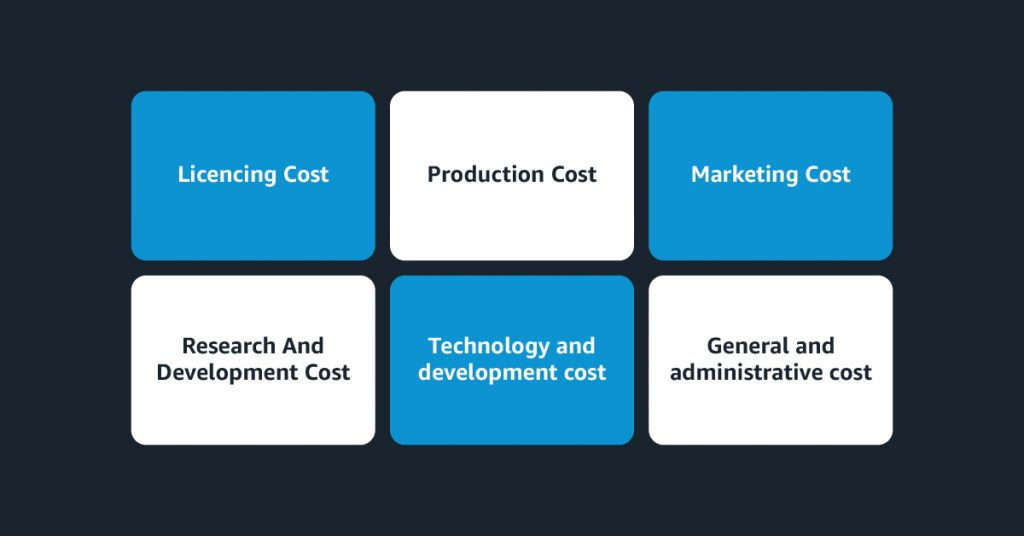 Licencing Cost
Production Cost
Marketing Cost
Research And
Development Cost
Technology and
development cost
General and
administrative cost